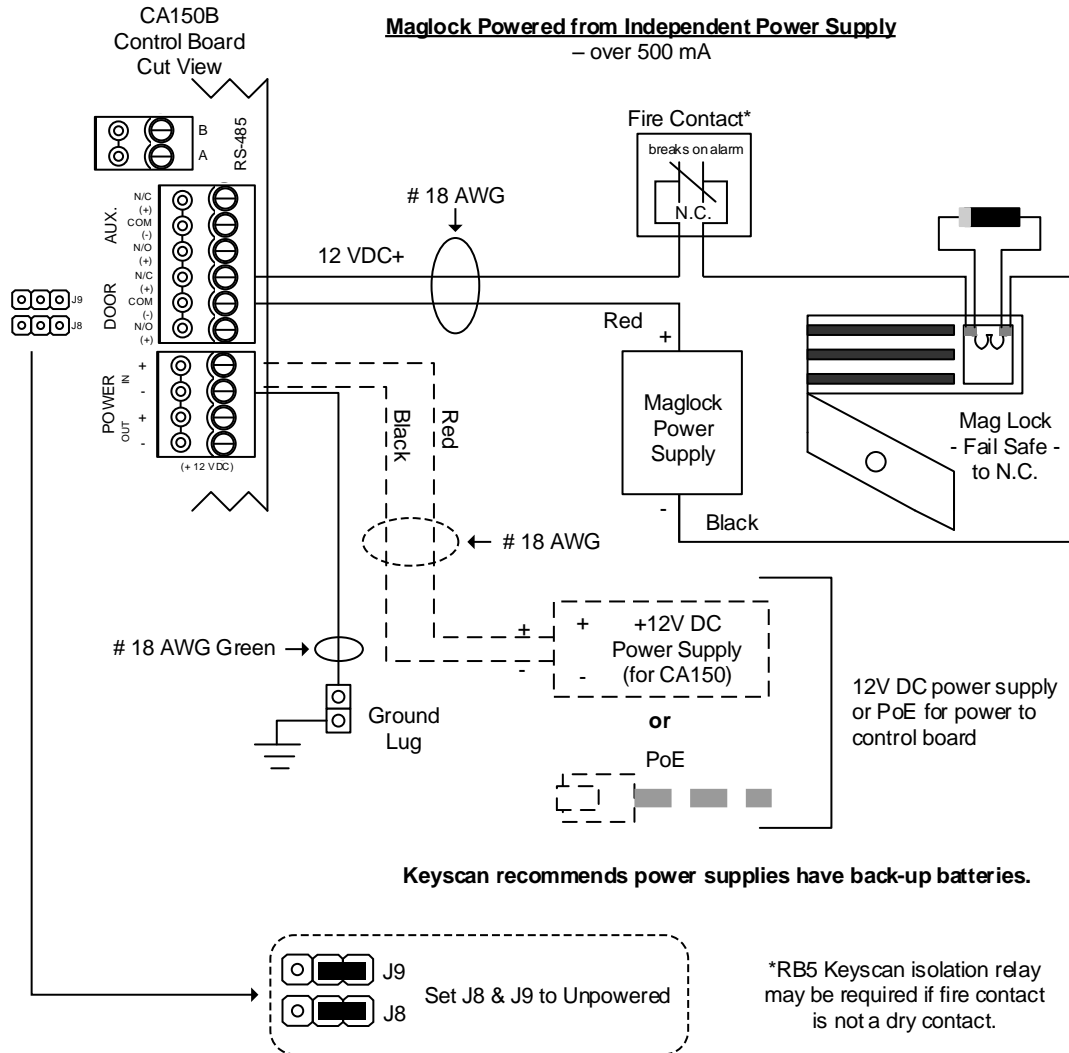 CA150B
Control Board
Cut View
Maglock Powered from Independent Power Supply
– over 500 mA
B
A
RS-485
Fire Contact*
breaks on alarm
N.C.
# 18 AWG
12 VDC+
AUX.
N/C
(+)
COM
(-)
N/O
(+)
DOOR
N/C
(+)
COM
(-)
N/O
(+)
J9
J8
POWER
IN
+
-
OUT
+
-
(+ 12 VDC)
Red
+
Maglock
Power
Supply
-
Black
Mag Lock
- Fail Safe -
to N.C.
Black
Red
# 18 AWG
# 18 AWG Green
Ground
Lug
+
-
+
-
+12V DC
Power Supply
(for CA150)
or
PoE
12V DC power supply
or PoE for power to
control board
Keyscan recommends power supplies have back-up batteries.
J9
J8
Set J8 & J9 to Unpowered
*RB5 Keyscan isolation relay
may be required if fire contact
is not a dry contact.